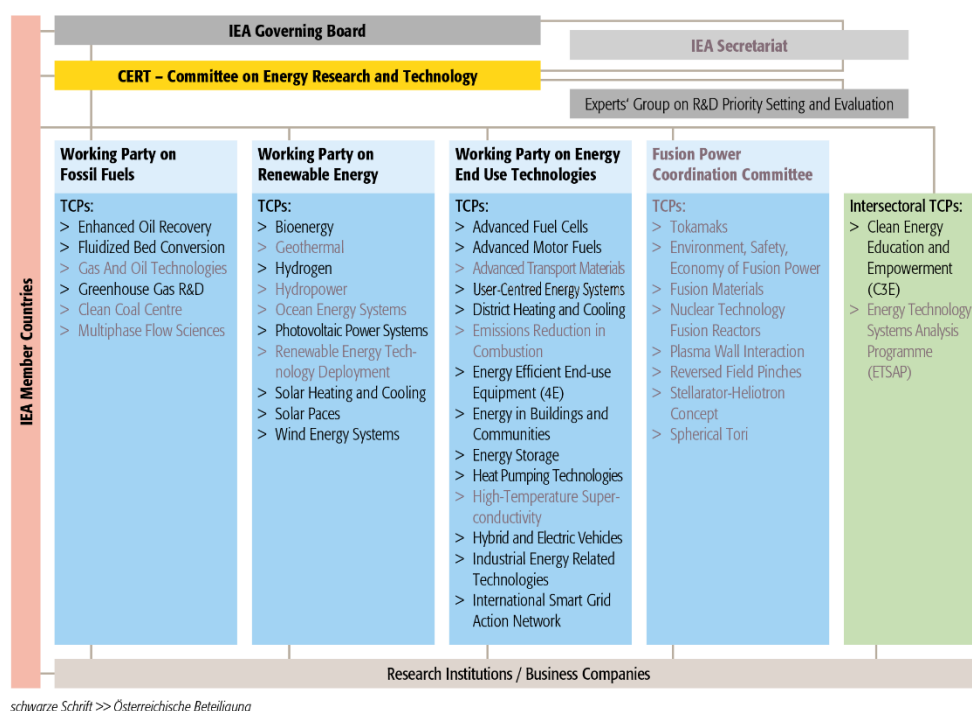 IEA Member Countries
IEA Governing Board
IEA Secretariat
CERT – Committee on Energy Research and Technology
Experts‘ Group on R&D Priority Setting and Evaluation
Working Party on
Fossil Fuels
TCPs:
> Enhanced Oil Recovery
> Fluidized Bed Conversion
> Gas And Oil Technologies
> Greenhouse Gas R&D
> Clean Coal Centre
> Multiphase Flow Sciences
Working Party on
Renewable Energy
TCPs:
> Bioenergy
> Geothermal
> Hydrogen
> Hydropower
> Ocean Energy Systems
> Photovoltaic Power Systems
> Renewable Energy Tech-
nology Deployment
> Solar Heating and Cooling
> Solar Paces
> Wind Energy Systems
Working Party on Energy
End Use Technologies
TCPs:
> Advanced Fuel Cells
> Advanced Motor Fuels
> Advanced Transport Materials
> User-Centred Energy Systems
> District Heating and Cooling
> Emissions Reduction in
Combustion
> Energy Efficient End-use
Equipment (4E)
> Energy in Buildings and
Communities
> Energy Storage
> Heat Pumping Technologies
> High-Temperature Super-
conductivity
> Hybrid and Electric Vehicles
> Industrial Energy Related
Technologies
> International Smart Grid
Action Network
Fusion Power
Coordination Committee
TCPs:
> Tokamaks
> Environment, Safety,
Economy of Fusion Power
> Fusion Materials
> Nuclear Technology
Fusion Reactors
> Plasma Wall Interaction
> Reversed Field Pinches
> Stellarator-Heliotron
Concept
> Spherical Tori
Intersectoral TCPs:
> Clean Energy
Education and
Empowerment
(C3E)
> Energy Technology
Systems Analysis
Programme
(ETSAP)
Research Institutions / Business Companies
schwarze Schrift >> Österreichische Beteiligung